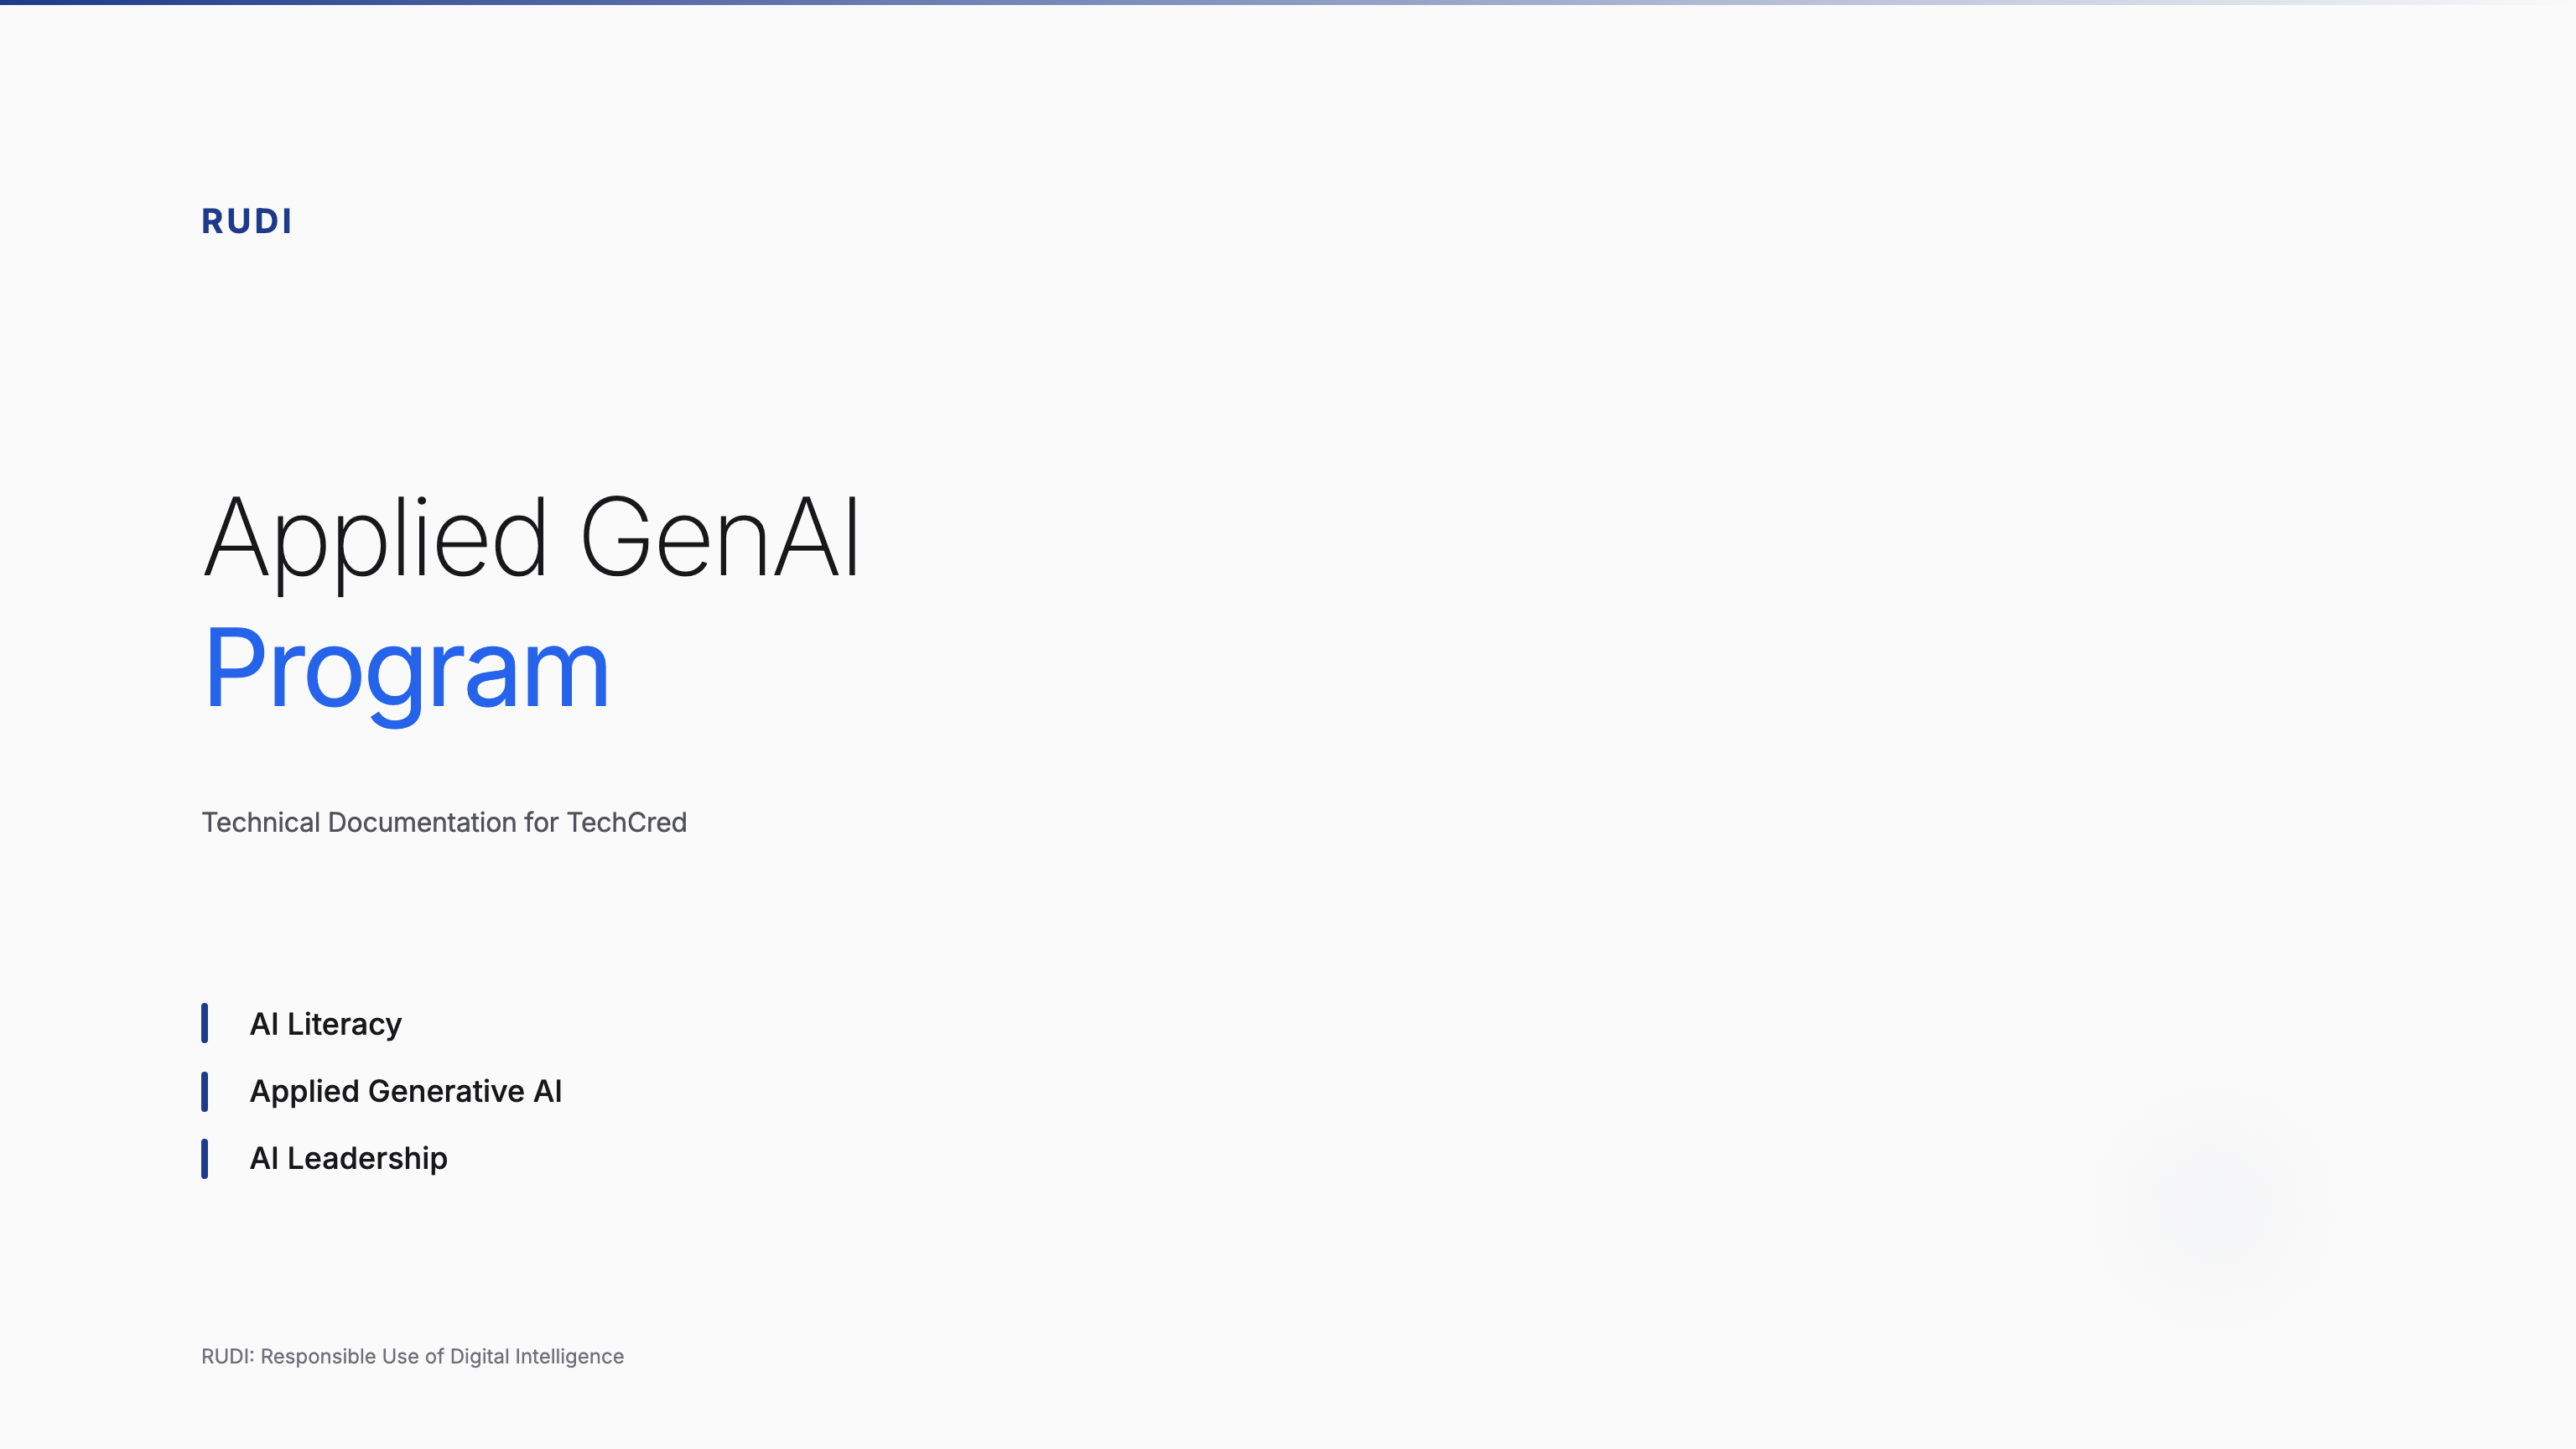 RUDI
Applied GenAI
Program
Technical Documentation for TechCred
AI Literacy
Applied Generative AI
AI Leadership
RUDI: Responsible Use of Digital Intelligence